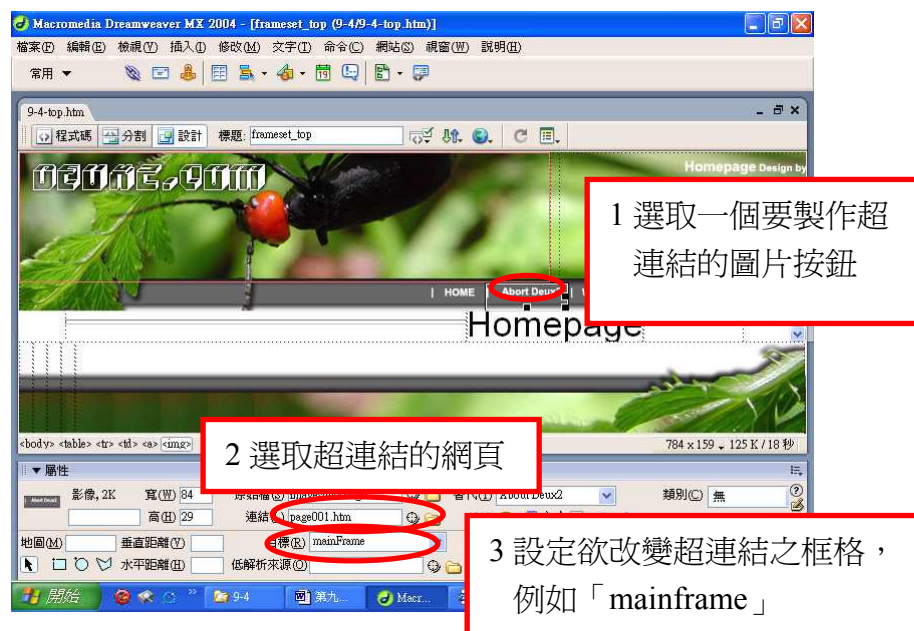 Macromedia Dreamweaver MX 2004 - [frameset_top (9-4/9-4-top.htm)]
檔案(F) 編輯(E) 檢視(V) 插入(I) 修改(M) 文字(T) 命令(C) 網站(S) 視窗(W) 說明(H)
常用
9-4-top.htm
程式碼 分割 設計 標題: frameset_top
Homepage Design by
1 選取一個要製作超
連結的圖片按鈕
| HOME | Abort Deux2 |
Homepage
2 選取超連結的網頁
<body> <table> <tr> <td> <a> <img>
784 x 159 125 K / 18 秒
屬性
影像, 2K 寬(W) 84 類別(C) 無
高(H) 29 連結(L) page001.htm
地圖(M) 垂直距離(V) 目標(R) mainFrame
水平距離(H) 低解析來源(O)
3 設定欲改變超連結之框格，
例如「mainframe」
開始 9-4 第九... Macr...